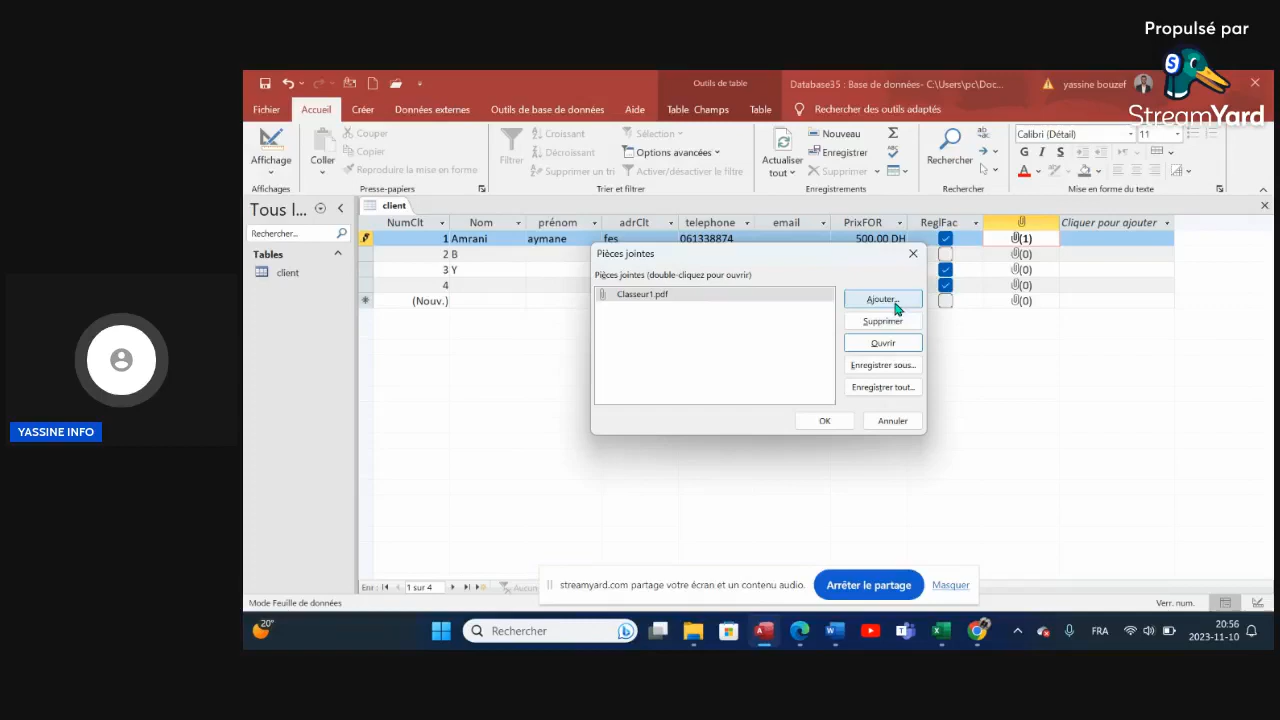 Propulsé par
S
StreamYard
Outils de table
Database35 : Base de données- C:\Users\pc\Doc...
yassine bouzef
Fichier Accueil Créer Données externes Outils de base de données Aide Table_Champs Table Rechercher des outils adaptés
Affichage
Affichages
Coller
Couper
Copier
Reproduire la mise en forme
Presse-papiers
Filtrer
Croissant
Décroissant
Supprimer un tri
Sélection
Options avancées
Activer/désactiver le filtre
Trier et filtrer
Actualiser
tout
Nouveau
Enregistrer
Supprimer
Enregistrements
Rechercher
Rechercher
Calibri (Détail) 11
G I S
Mise en forme du texte
Tous l...
Rechercher...
Tables
client
client
NumClt Nom prénom adrClt telephone email PrixFOR ReglFac Cliquer pour ajouter
1 Amrani aymane fes 061338874 500.00 DH (1)
2 B (0)
3 Y (0)
4 (0)
(Nouv.) (0)
Pièces jointes
Pièces jointes (double-cliquez pour ouvrir)
Classeur1.pdf
Ajouter...
Supprimer
Ouvrir
Enregistrer sous...
Enregistrer tout...
OK Annuler
YASSINE INFO
Enr : 1 sur 4
streamyard.com partage votre écran et un contenu audio. Arrêter le partage Masquer
Mode Feuille de données
Verr. num.
20°
Rechercher
FRA
20:56
2023-11-10